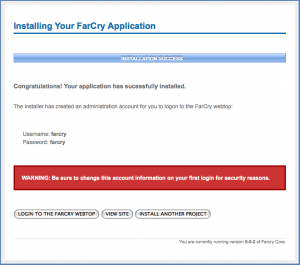 Installing Your FarCry Application
INSTALLATION SUCCESS
Congratulations! Your application has sucessfully installed.
The installer has created an administration account for you to logon to the FarCry webtop:
Username: farcry
Password: farcry
WARNING: Be sure to change this account information on your first login for security reasons.
LOGIN TO THE FARCRY WEBTOP VIEW SITE INSTALL ANOTHER PROJECT
You are currently running version 6-0-2 of Farcry Core.